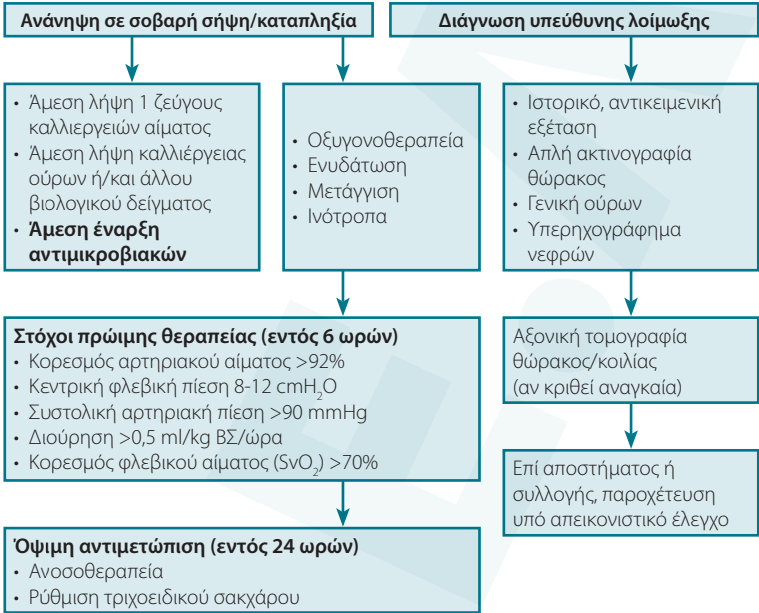 Ανάνηψη σε σοβαρή σήψη/καταπληξία
Διάγνωση υπεύθυνης λοίμωξης
• Άμεση λήψη 1 ζεύγους
καλλιεργειών αίματος
• Άμεση λήψη καλλιέργειας
ούρων ή/και άλλου
βιολογικού δείγματος
• Άμεση έναρξη
αντιμικροβιακών
• Οξυγονοθεραπεία
• Ενυδάτωση
• Μετάγγιση
• Ινότροπα
• Ιστορικό, αντικειμενική
εξέταση
• Απλή ακτινογραφία
θώρακος
• Γενική ούρων
• Υπερηχογράφημα
νεφρών
Στόχοι πρώιμης θεραπείας (εντός 6 ωρών)
• Κορεσμός αρτηριακού αίματος >92%
• Κεντρική φλεβική πίεση 8-12 cmH₂O
• Συστολική αρτηριακή πίεση >90 mmHg
• Διούρηση >0,5 ml/kg ΒΣ/ώρα
• Κορεσμός φλεβικού αίματος (SvO₂) >70%
Αξονική τομογραφία
θώρακος/κοιλίας
(αν κριθεί αναγκαία)
Επί αποστήματος ή
συλλογής, παροχέτευση
υπό απεικονιστικό έλεγχο
Όψιμη αντιμετώπιση (εντός 24 ωρών)
• Ανοσοθεραπεία
• Ρύθμιση τριχοειδικού σακχάρου